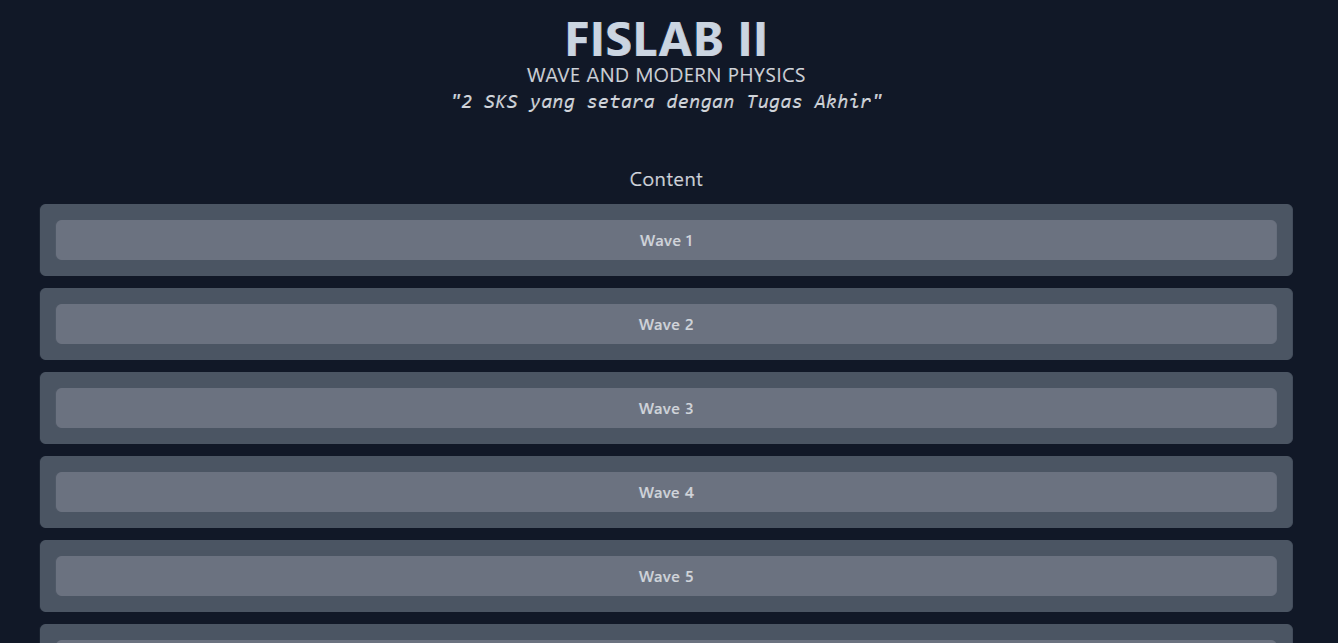 FISLAB II
WAVE AND MODERN PHYSICS
"2 SKS yang setara dengan Tugas Akhir"
Content
Wave 1
Wave 2
Wave 3
Wave 4
Wave 5